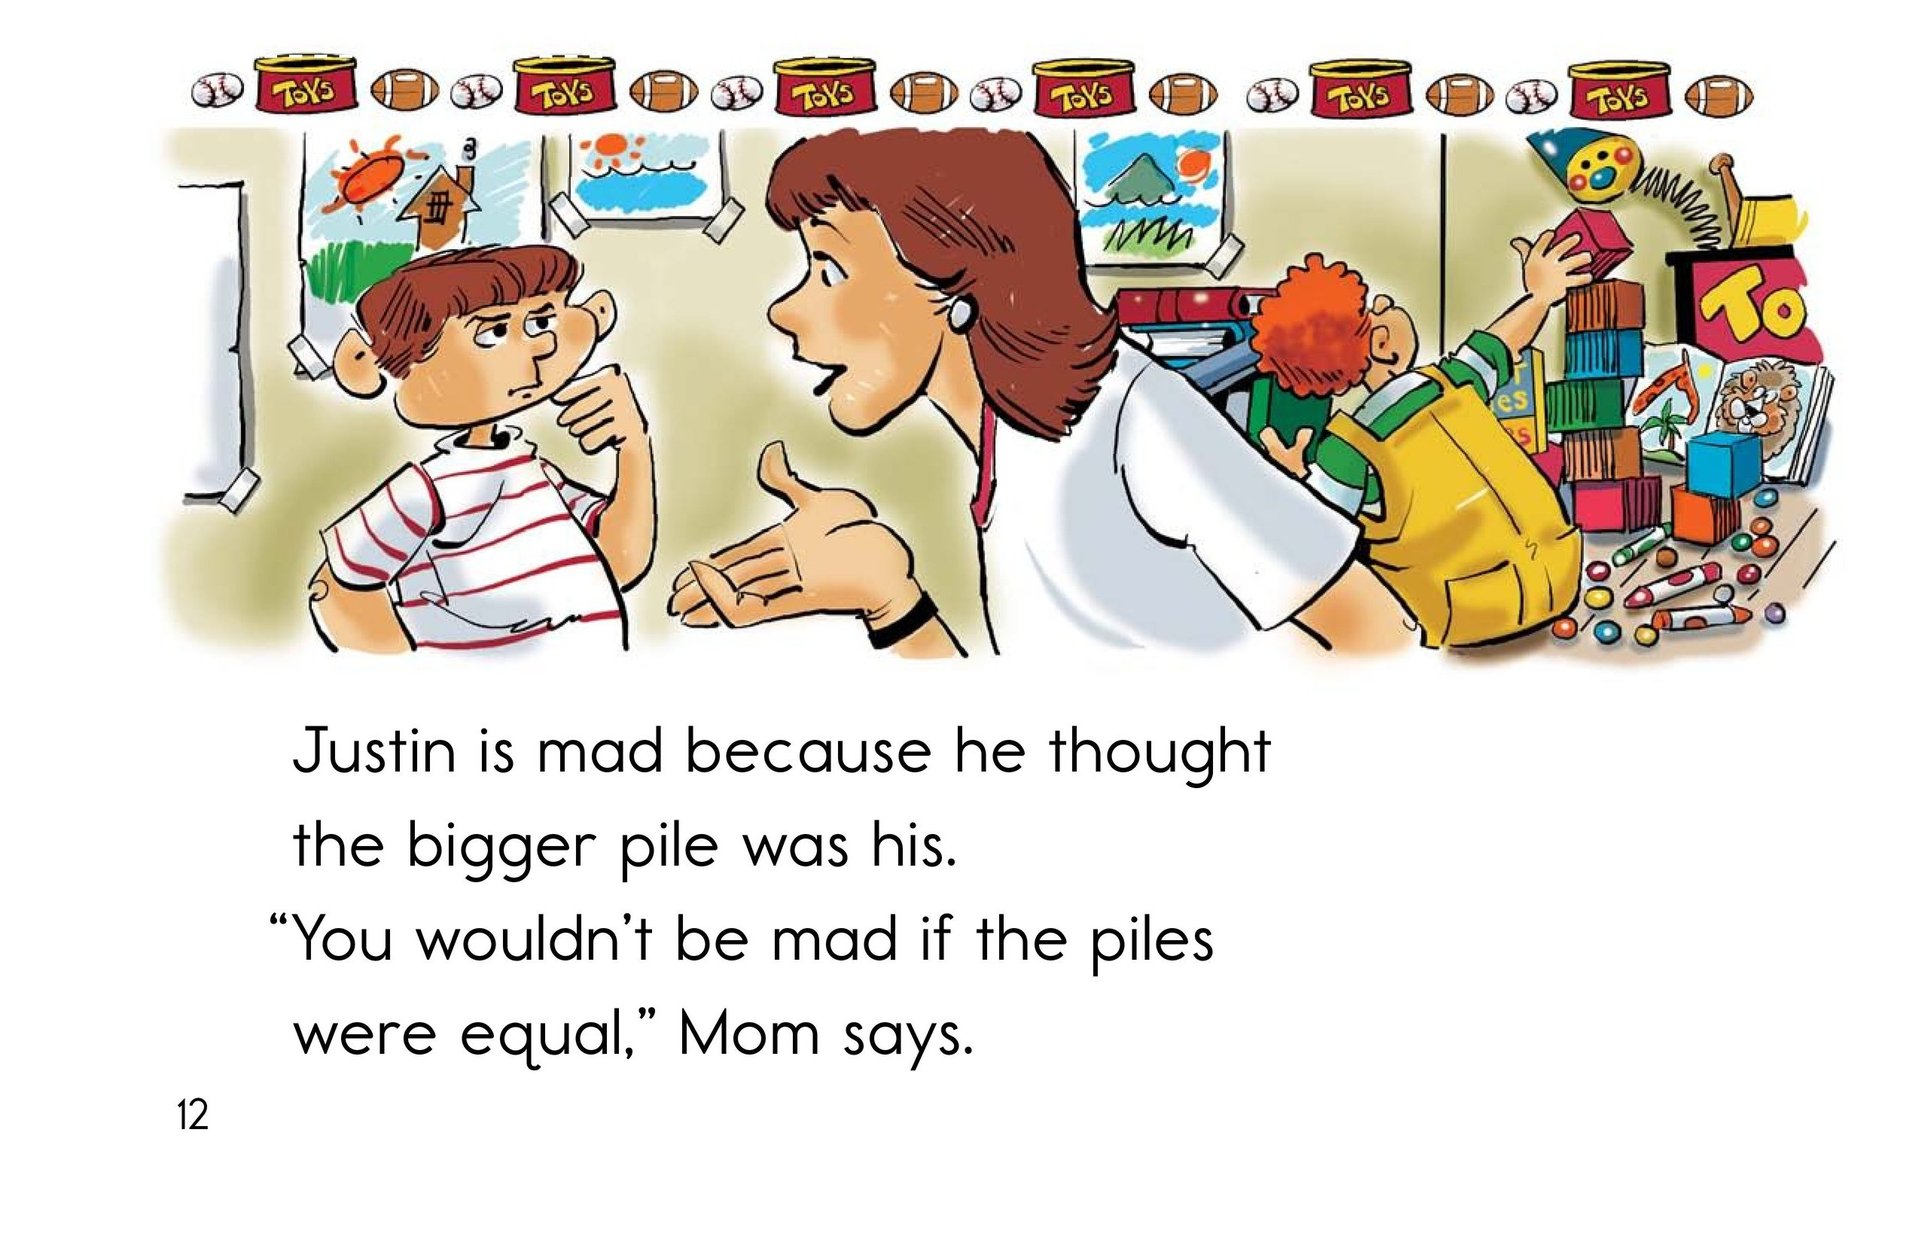 TOYS TOYS TOYS TOYS TOYS TOYS
TO
es
s
Justin is mad because he thought
the bigger pile was his.
“You wouldn’t be mad if the piles
were equal,” Mom says.
12